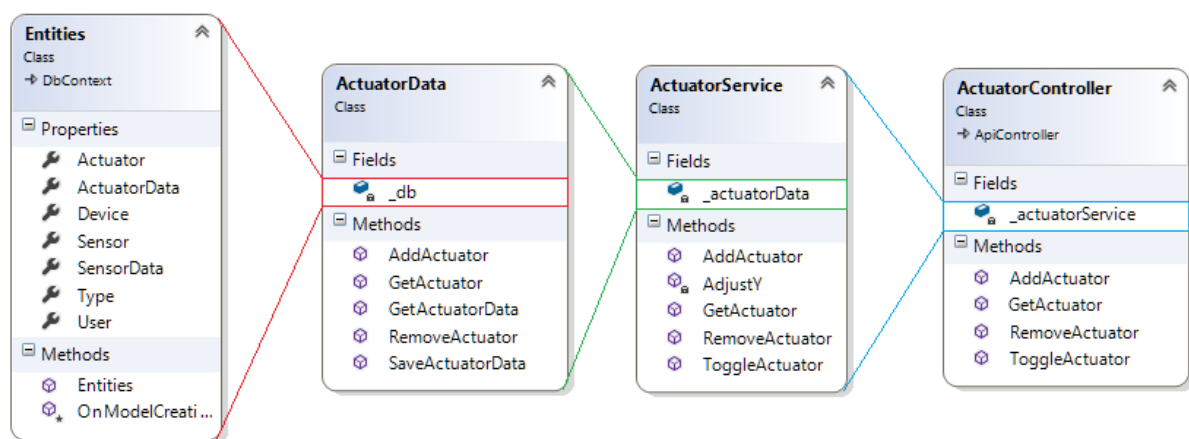 Entities
Class
DbContext
Properties
Actuator
ActuatorData
Device
Sensor
SensorData
Type
User
Methods
Entities
OnModelCreati...
ActuatorData
Class
Fields
_db
Methods
AddActuator
GetActuator
GetActuatorData
RemoveActuator
SaveActuatorData
ActuatorService
Class
Fields
_actuatorData
Methods
AddActuator
AdjustY
GetActuator
RemoveActuator
ToggleActuator
ActuatorController
Class
ApiController
Fields
_actuatorService
Methods
AddActuator
GetActuator
RemoveActuator
ToggleActuator